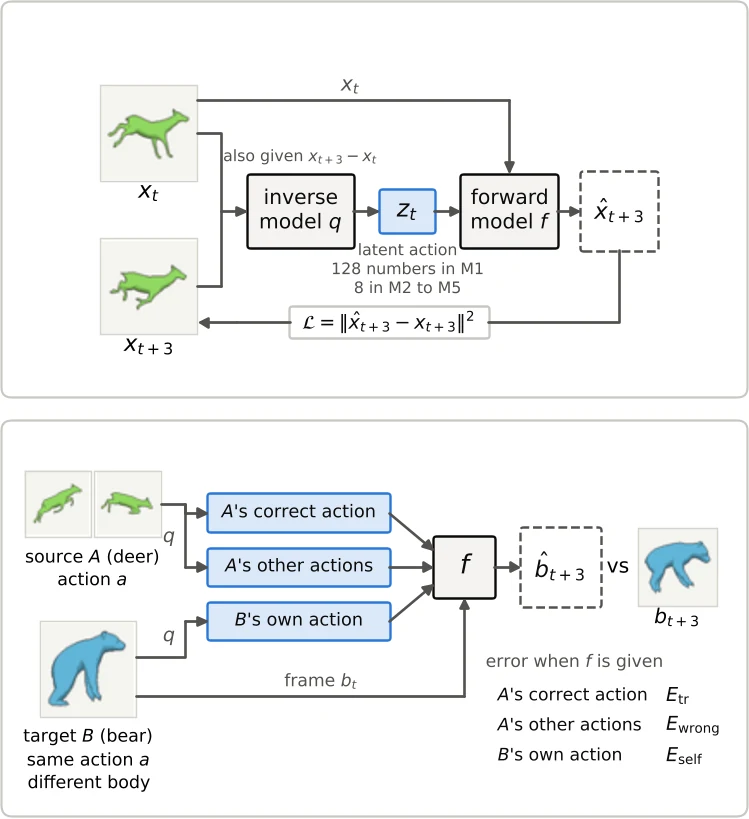 x_t
also given x_{t+3} − x_t
x_t
inverse
model q
z_t
forward
model f
x̂_{t+3}
latent action
128 numbers in M1
8 in M2 to M5
ℒ = ‖x̂_{t+3} − x_{t+3}‖²
x_{t+3}
A's correct action
q
source A (deer)
action a
A's other actions
f
b̂_{t+3}
vs
b_{t+3}
B's own action
q
frame b_t
target B (bear)
same action a
different body
error when f is given
A's correct action E_tr
A's other actions E_wrong
B's own action E_self